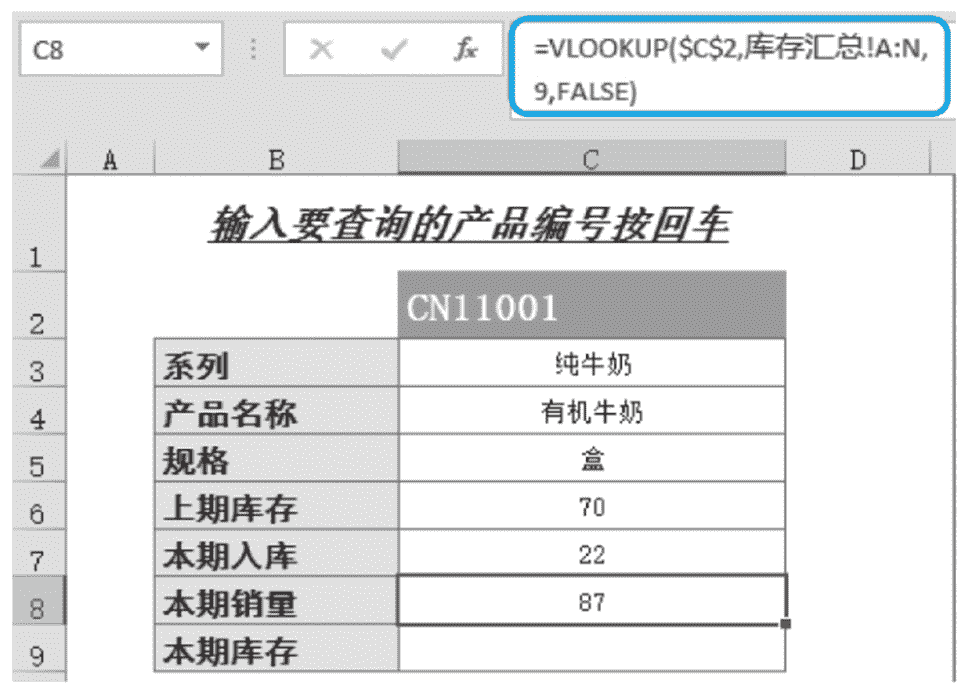 C8
fx
=VLOOKUP($C$2,库存汇总!A:N,
9,FALSE)
A B C D
1 输入要查询的产品编号按回车
2 CN11001
3 系列 纯牛奶
4 产品名称 有机牛奶
5 规格 盒
6 上期库存 70
7 本期入库 22
8 本期销量 87
9 本期库存